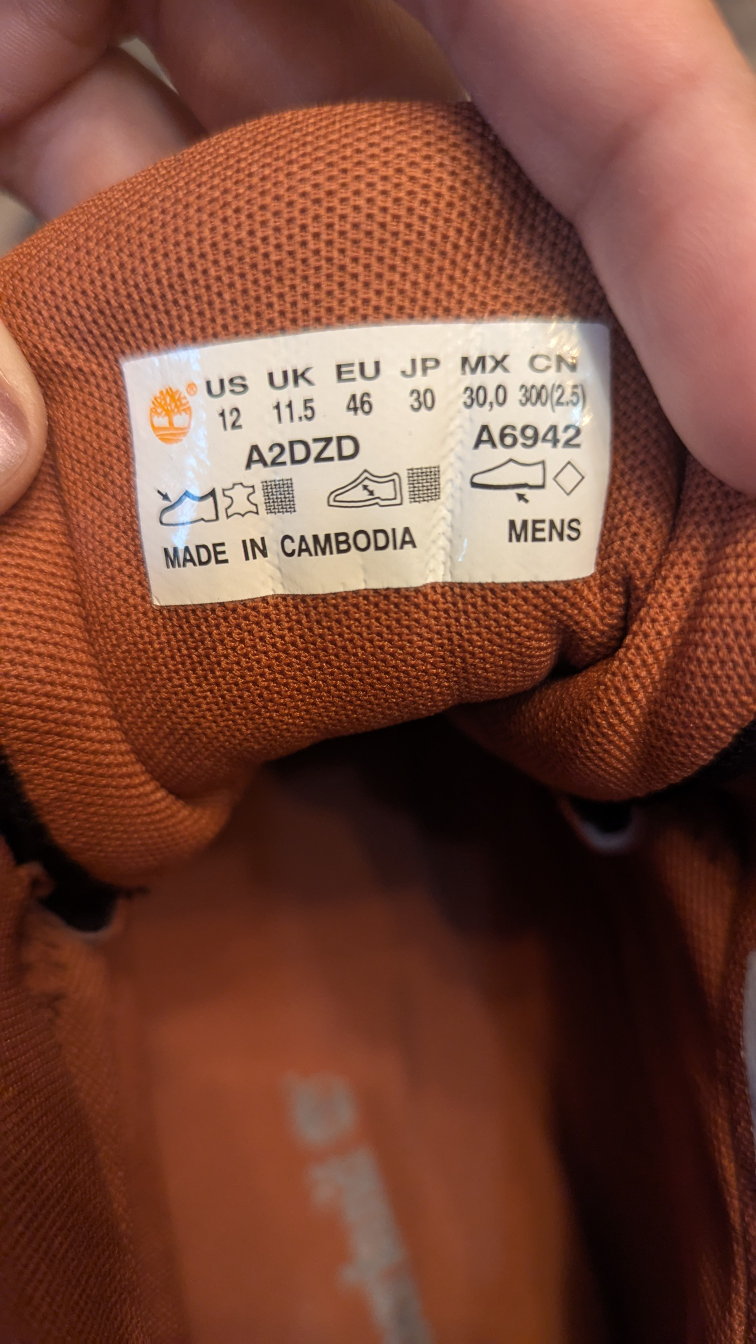 ® US UK EU JP MX CN
12 11.5 46 30 30,0 300(2.5)
A2DZD A6942
MADE IN CAMBODIA MENS